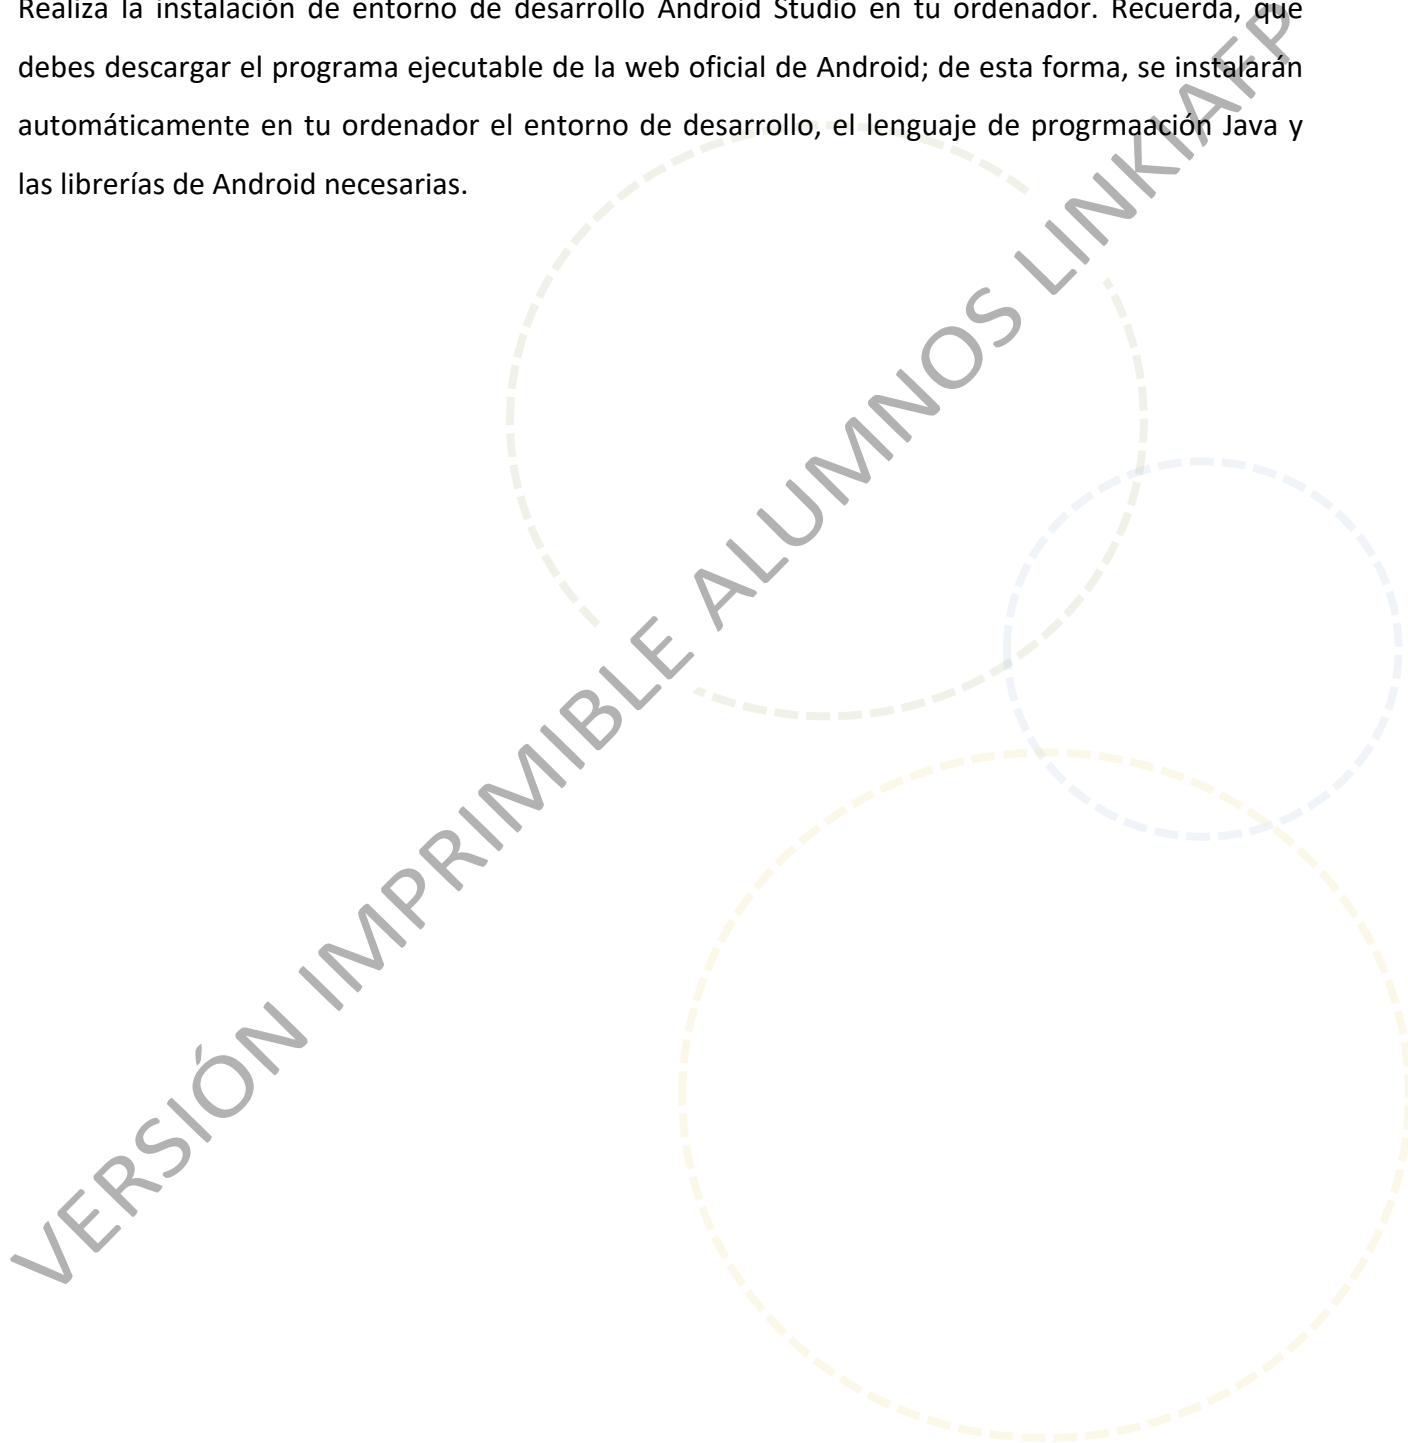 Realiza la instalación de entorno de desarrollo Android Studio en tu ordenador. Recuerda, que
debes descargar el programa ejecutable de la web oficial de Android; de esta forma, se instalarán
automáticamente en tu ordenador el entorno de desarrollo, el lenguaje de progrmaación Java y
las librerías de Android necesarias.
VERSIÓN IMPRIMIBLE ALUMNOS LINKIAFP